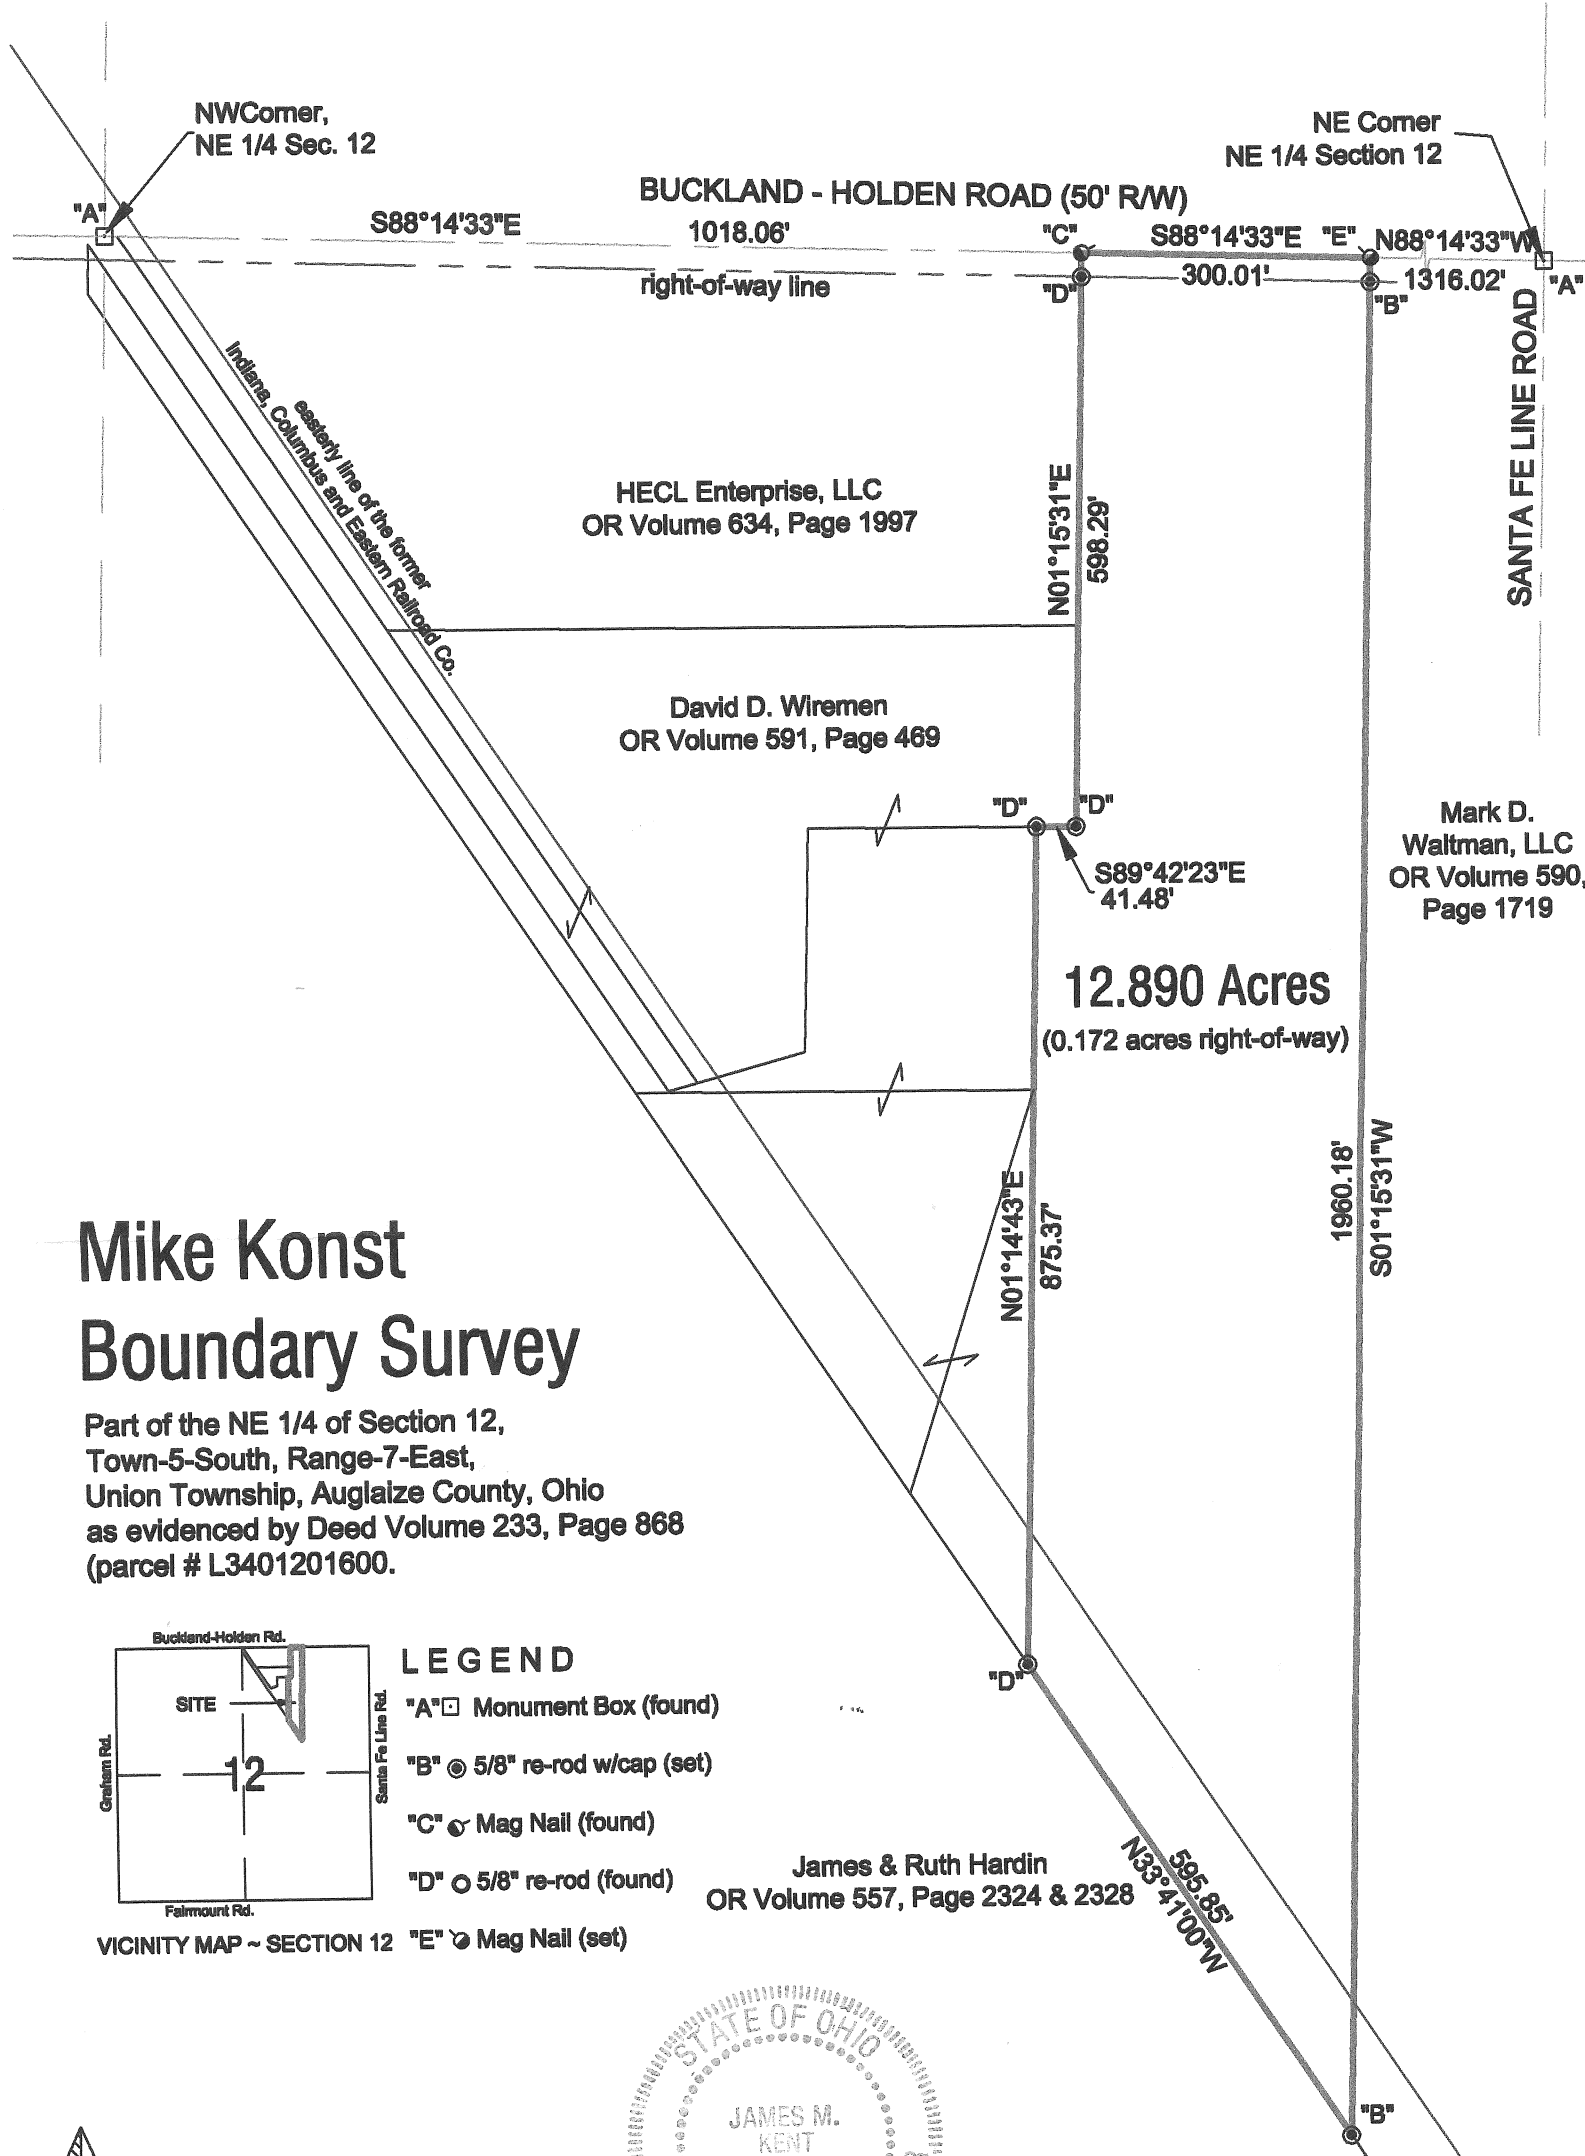 NWCorner,
NE 1/4 Sec. 12
NE Corner
NE 1/4 Section 12
BUCKLAND - HOLDEN ROAD (50' R/W)
"A"
S88°14'33"E
1018.06'
"C"
S88°14'33"E
"E"
N88°14'33"W
right-of-way line
"D"
300.01'
1316.02'
"B"
"A"
SANTA FE LINE ROAD
easterly line of the former
Indiana, Columbus and Eastern Railroad Co.
HECL Enterprise, LLC
OR Volume 634, Page 1997
N01°15'31"E
598.29'
David D. Wiremen
OR Volume 591, Page 469
"D"
"D"
S89°42'23"E
41.48'
Mark D.
Waltman, LLC
OR Volume 590,
Page 1719
12.890 Acres
(0.172 acres right-of-way)
N01°14'43"E
875.37'
1960.18'
S01°15'31"W
Mike Konst
Boundary Survey
Part of the NE 1/4 of Section 12,
Town-5-South, Range-7-East,
Union Township, Auglaize County, Ohio
as evidenced by Deed Volume 233, Page 868
(parcel # L3401201600.
Buckland-Holden Rd.
SITE
Graham Rd.
Santa Fe Line Rd.
12
Fairmount Rd.
VICINITY MAP ~ SECTION 12
LEGEND
"A" Monument Box (found)
"B" 5/8" re-rod w/cap (set)
"C" Mag Nail (found)
"D" 5/8" re-rod (found)
"E" Mag Nail (set)
"D"
595.85'
N33°41'00"W
James & Ruth Hardin
OR Volume 557, Page 2324 & 2328
"B"
STATE OF OHIO
JAMES M.
KENT